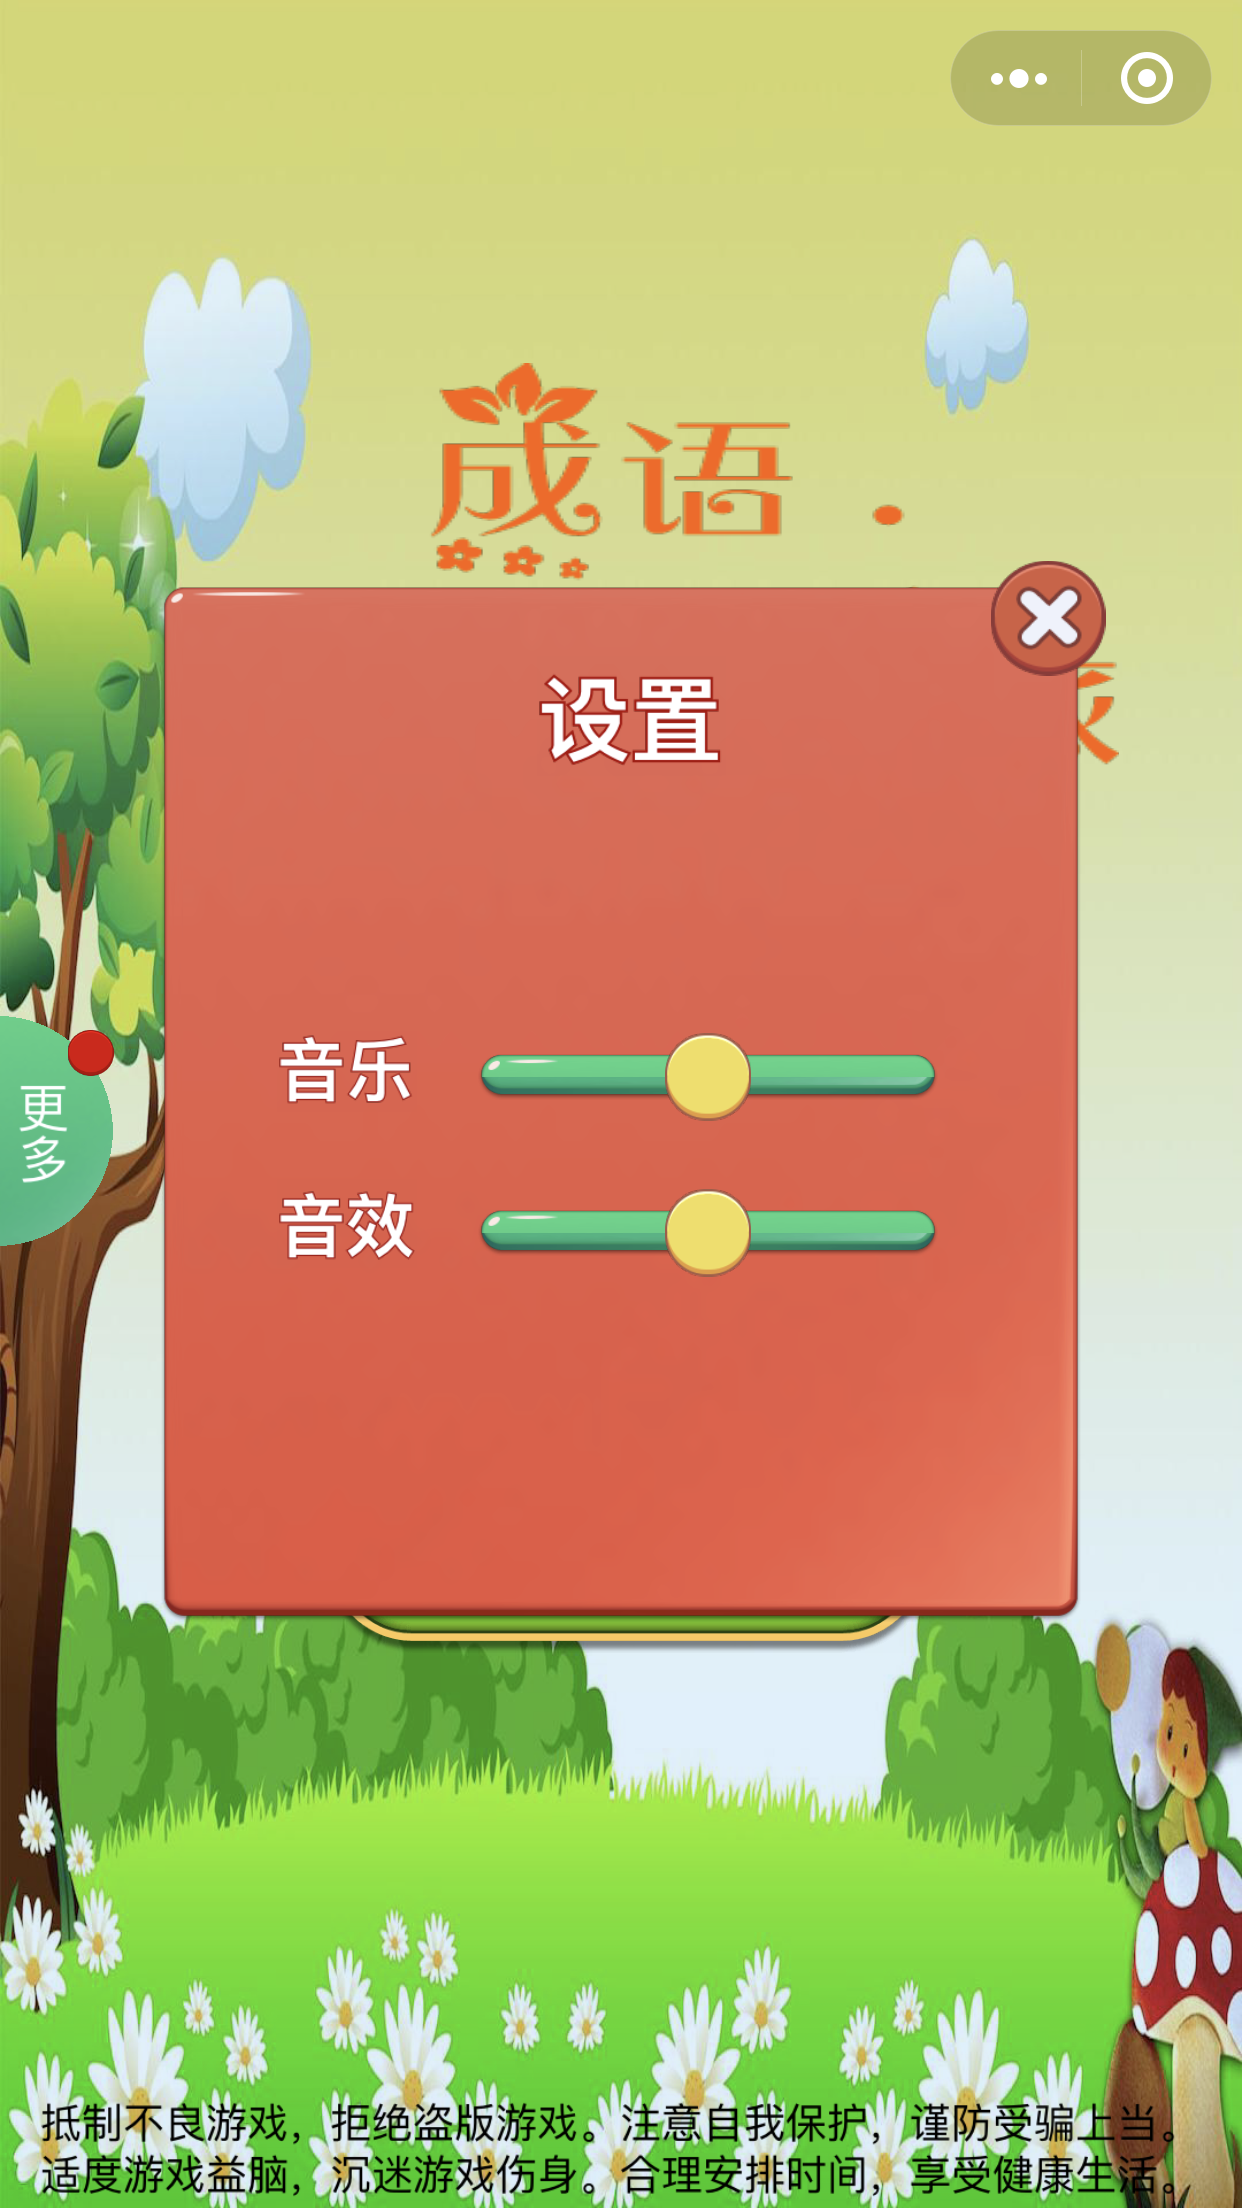 成语
设置
音乐
音效
更多
抵制不良游戏，拒绝盗版游戏。注意自我保护，谨防受骗上当。
适度游戏益脑，沉迷游戏伤身。合理安排时间，享受健康生活。